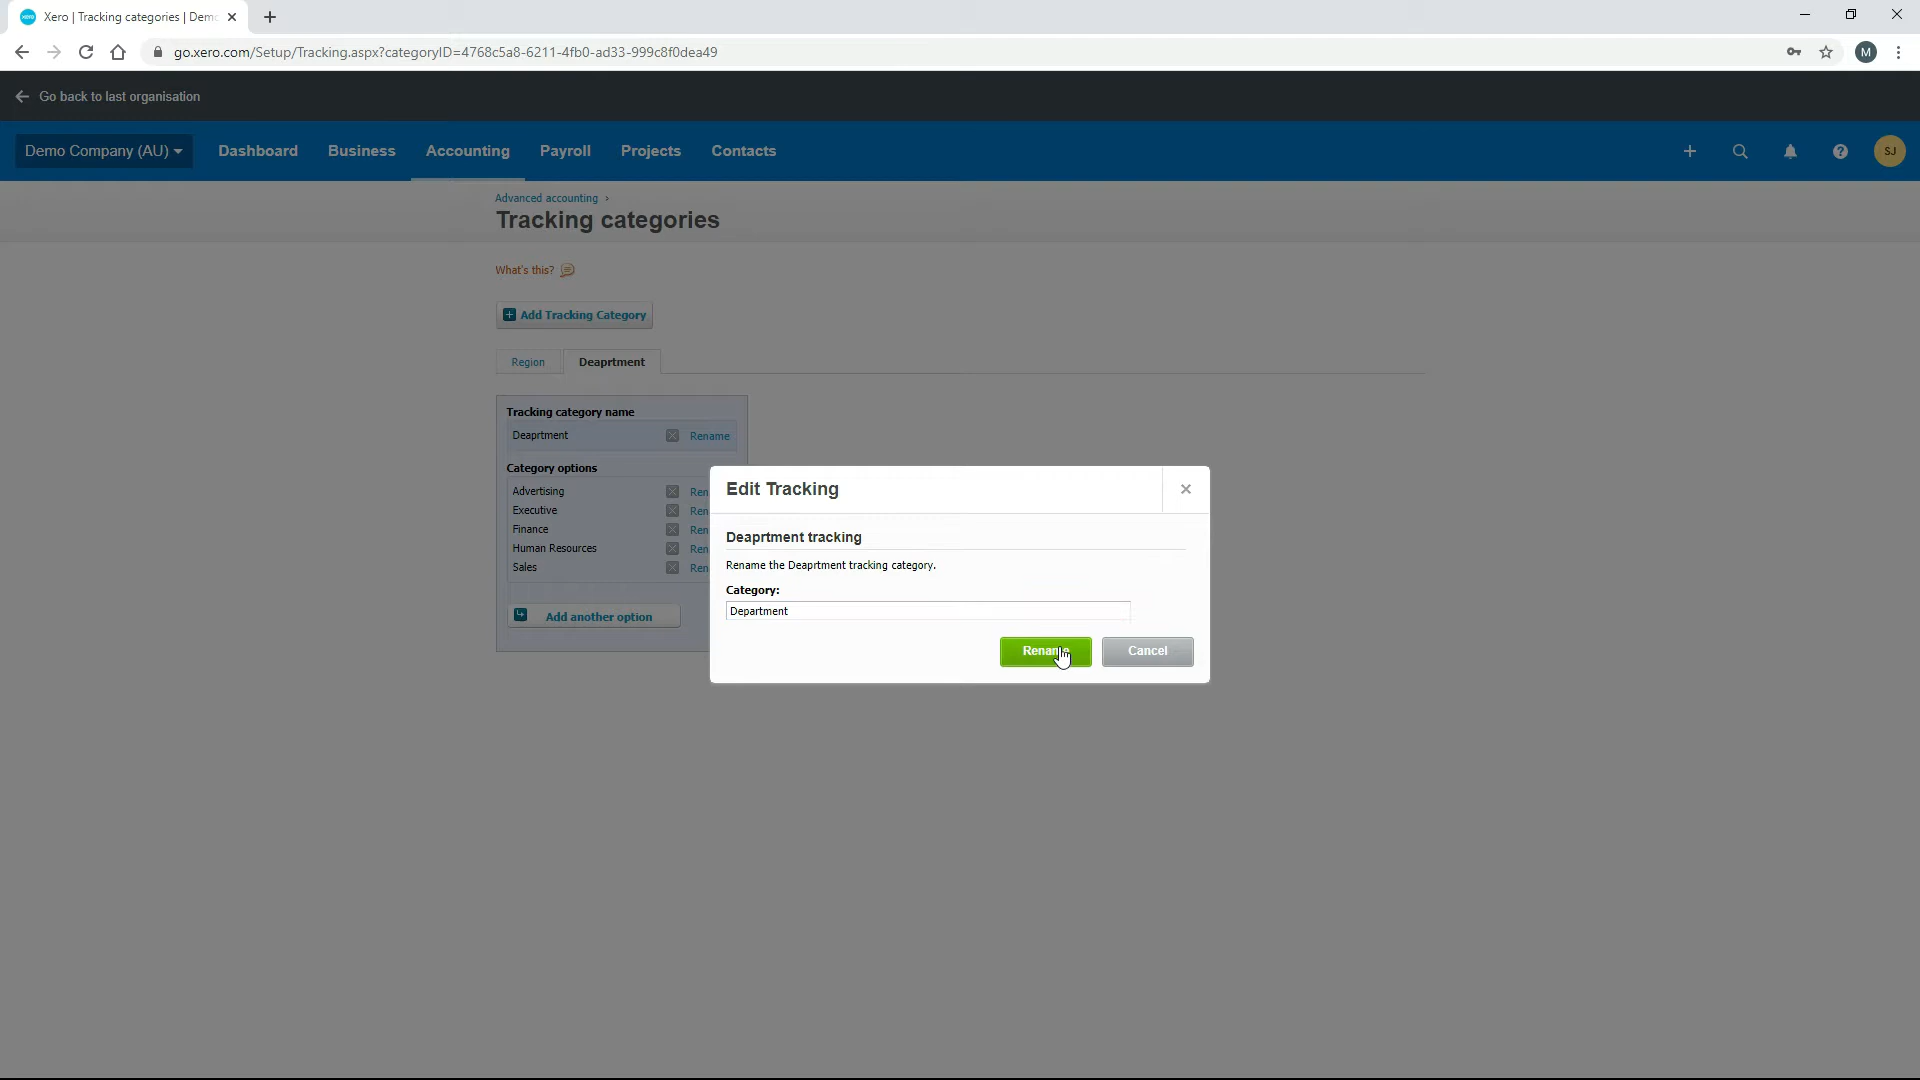 Xero | Tracking categories | Demo
go.xero.com/Setup/Tracking.aspx?categoryID=4768c5a8-6211-4fb0-ad33-999c8f0dea49
M
Go back to last organisation
Demo Company (AU)
Dashboard
Business
Accounting
Payroll
Projects
Contacts
SJ
Advanced accounting ›
Tracking categories
What's this?
Add Tracking Category
Region
Deaprtment
Tracking category name
Deaprtment
Rename
Category options
Advertising
Ren
Executive
Ren
Finance
Ren
Human Resources
Ren
Sales
Ren
Add another option
Edit Tracking
Deaprtment tracking
Rename the Deaprtment tracking category.
Category:
Department
Rename
Cancel